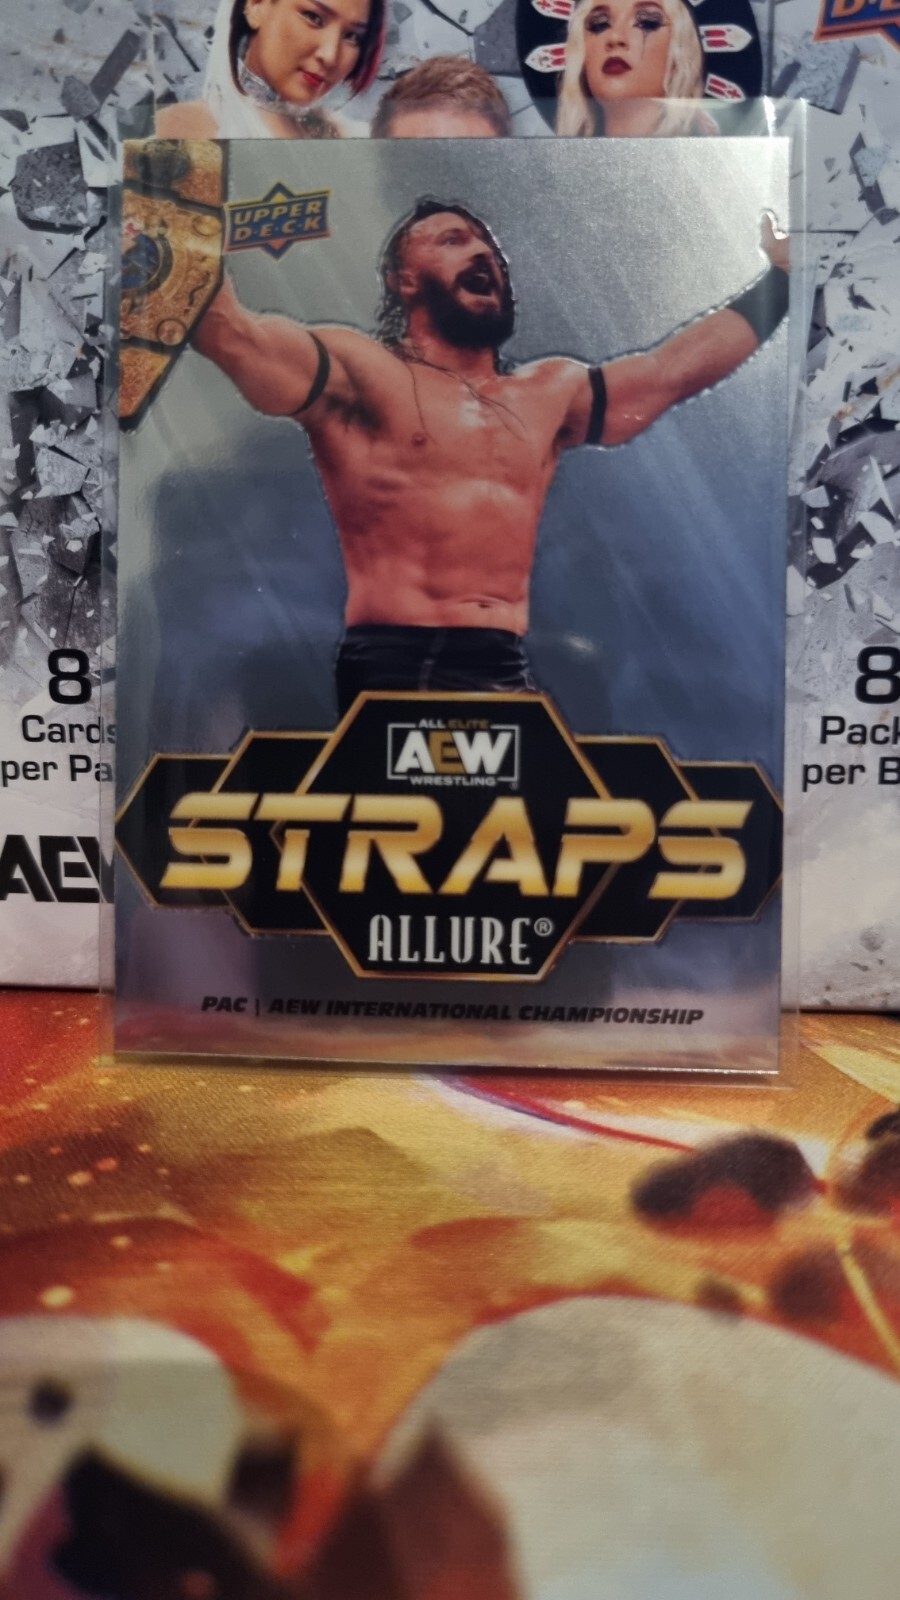 UPPER
D·E·C·K
8
Cards
per Pa
8
Pack
per B
AEW
ALL ELITE
AEW
WRESTLING
STRAPS
ALLURE®
PAC | AEW INTERNATIONAL CHAMPIONSHIP